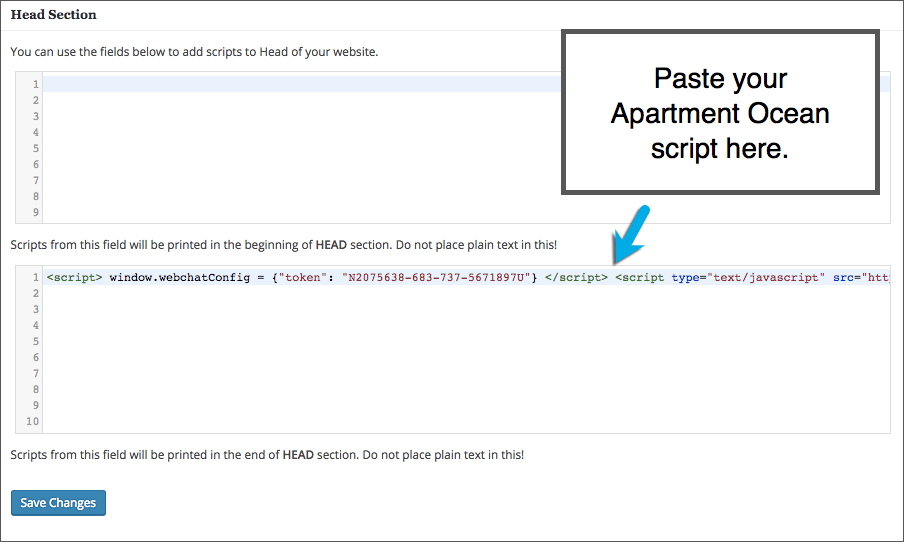 Head Section
You can use the fields below to add scripts to Head of your website.
Paste your
Apartment Ocean
script here.
1
2
3
4
5
6
7
8
9
Scripts from this field will be printed in the beginning of HEAD section. Do not place plain text in this!
1 <script> window.webchatConfig = {"token": "N2075638-683-737-5671897U"} </script> <script type="text/javascript" src="htt
2
3
4
5
6
7
8
9
10
Scripts from this field will be printed in the end of HEAD section. Do not place plain text in this!
Save Changes